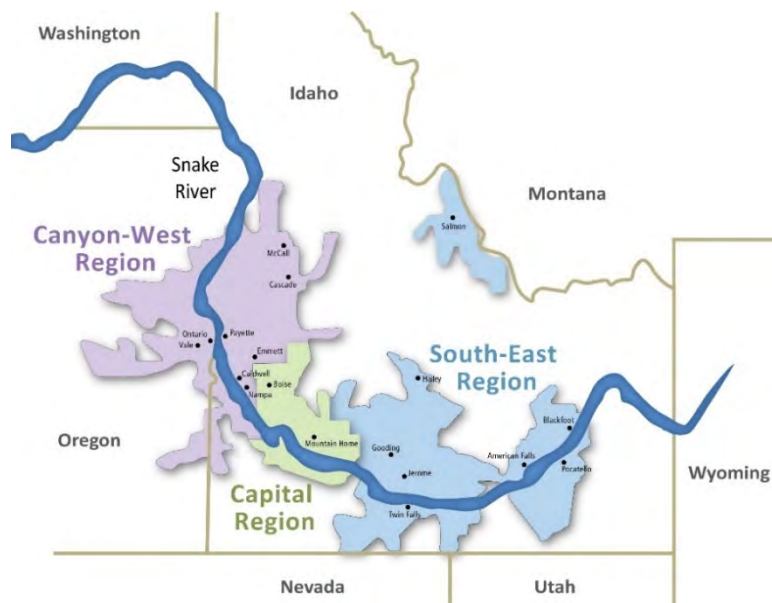 Washington
Idaho
Snake
River
Montana
Salmon
Canyon-West
Region
McCall
Cascade
Ontario
Payette
Vale
Emmett
South-East
Region
Caldwell
Boise
Hailey
Nampa
Blackfoot
Oregon
Mountain Home
Gooding
American Falls
Pocatello
Wyoming
Jerome
Capital
Region
Twin Falls
Nevada
Utah